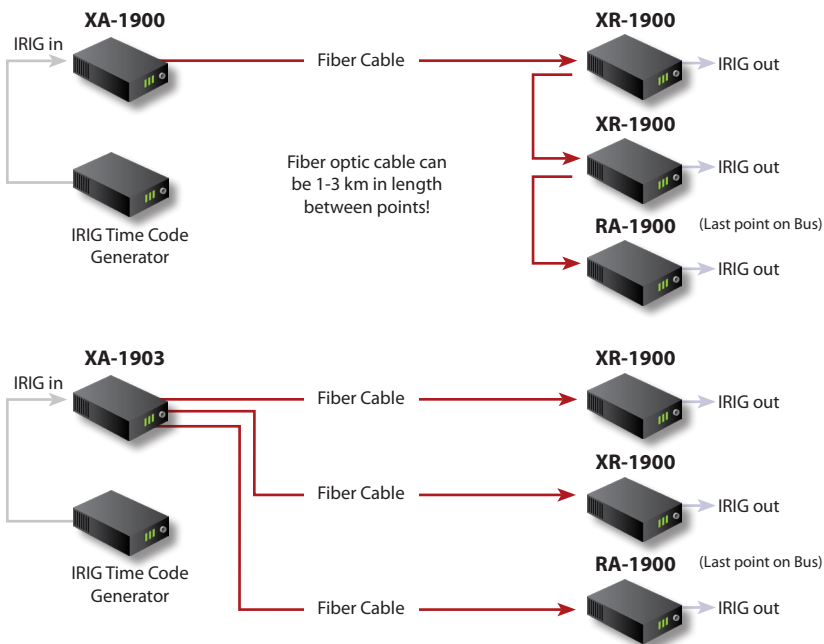 XA-1900
XR-1900
IRIG in
Fiber Cable
IRIG out
XR-1900
Fiber optic cable can
be 1-3 km in length
between points!
IRIG out
IRIG Time Code
Generator
RA-1900 (Last point on Bus)
IRIG out
XA-1903
XR-1900
IRIG in
Fiber Cable
IRIG out
XR-1900
Fiber Cable
IRIG out
IRIG Time Code
Generator
RA-1900 (Last point on Bus)
Fiber Cable
IRIG out